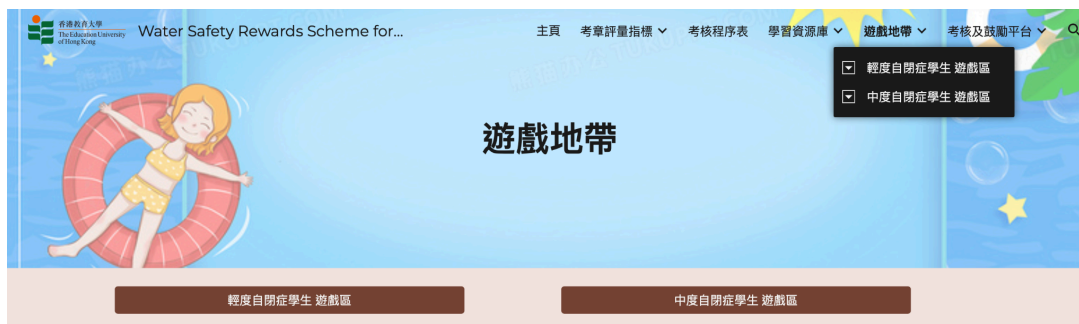 香港教育大學
The Education University
of Hong Kong
Water Safety Rewards Scheme for...
主頁
考章評量指標
考核程序表
學習資源庫
遊戲地帶
考核及鼓勵平台
輕度自閉症學生 遊戲區
中度自閉症學生 遊戲區
遊戲地帶
輕度自閉症學生 遊戲區
中度自閉症學生 遊戲區